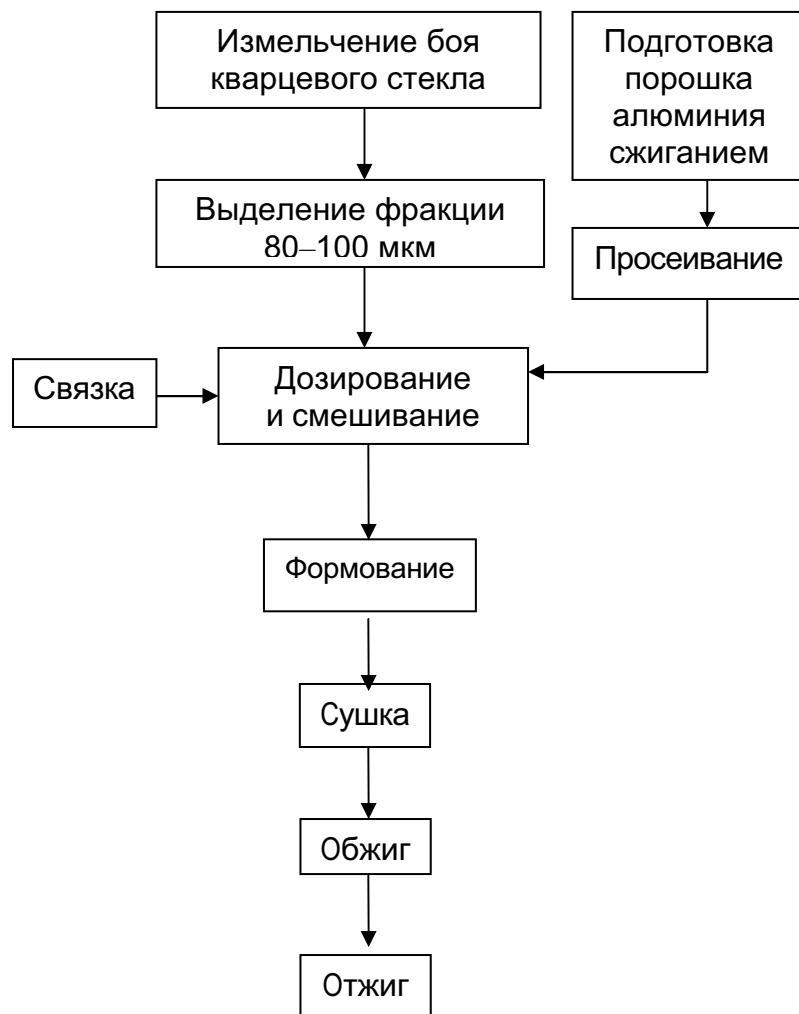 Измельчение боя
кварцевого стекла
Подготовка
порошка
алюминия
сжиганием
Выделение фракции
80–100 мкм
Просеивание
Связка
Дозирование
и смешивание
Формование
Сушка
Обжиг
Отжиг